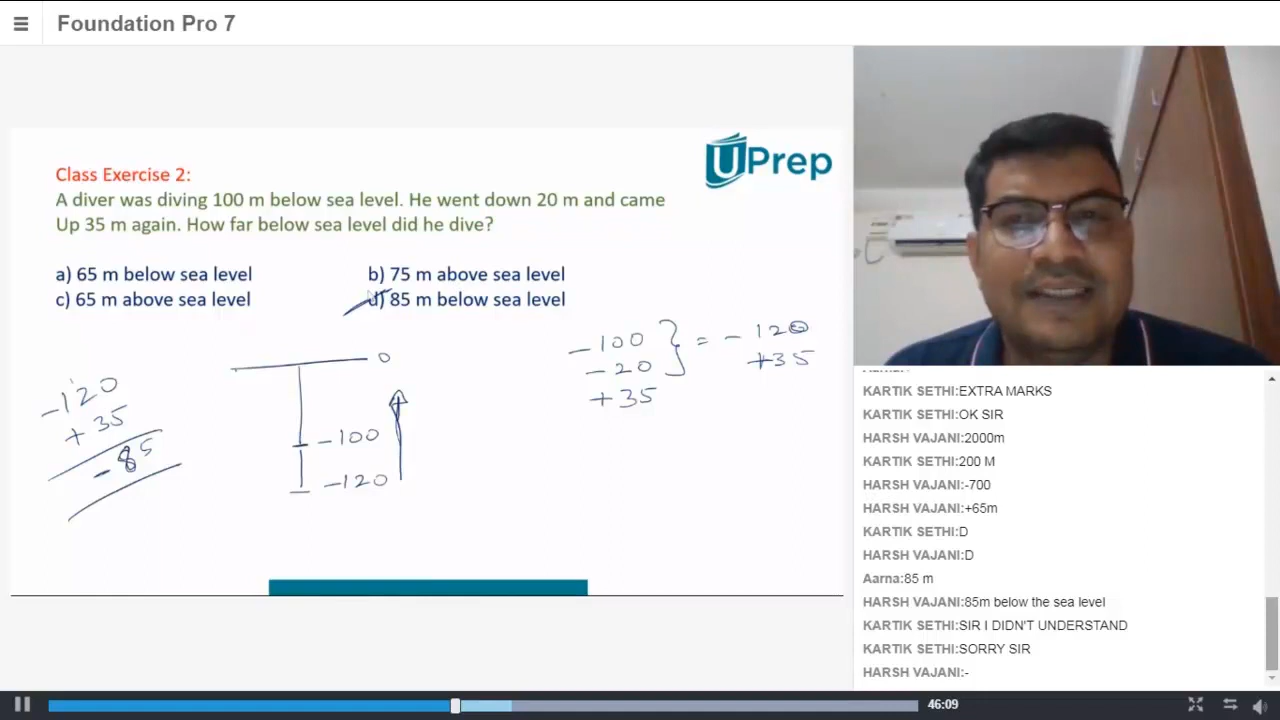 Foundation Pro 7
UPrep
Class Exercise 2:
A diver was diving 100 m below sea level. He went down 20 m and came
Up 35 m again. How far below sea level did he dive?
a) 65 m below sea level
b) 75 m above sea level
c) 65 m above sea level
d) 85 m below sea level
0
-100
-120
-120
+ 35
-85
-100
-20
+35
= -120
+35
KARTIK SETHI:EXTRA MARKS
KARTIK SETHI:OK SIR
HARSH VAJANI:2000m
KARTIK SETHI:200 M
HARSH VAJANI:-700
HARSH VAJANI:+65m
KARTIK SETHI:D
HARSH VAJANI:D
Aarna:85 m
HARSH VAJANI:85m below the sea level
KARTIK SETHI:SIR I DIDN'T UNDERSTAND
KARTIK SETHI:SORRY SIR
HARSH VAJANI:-
46:09